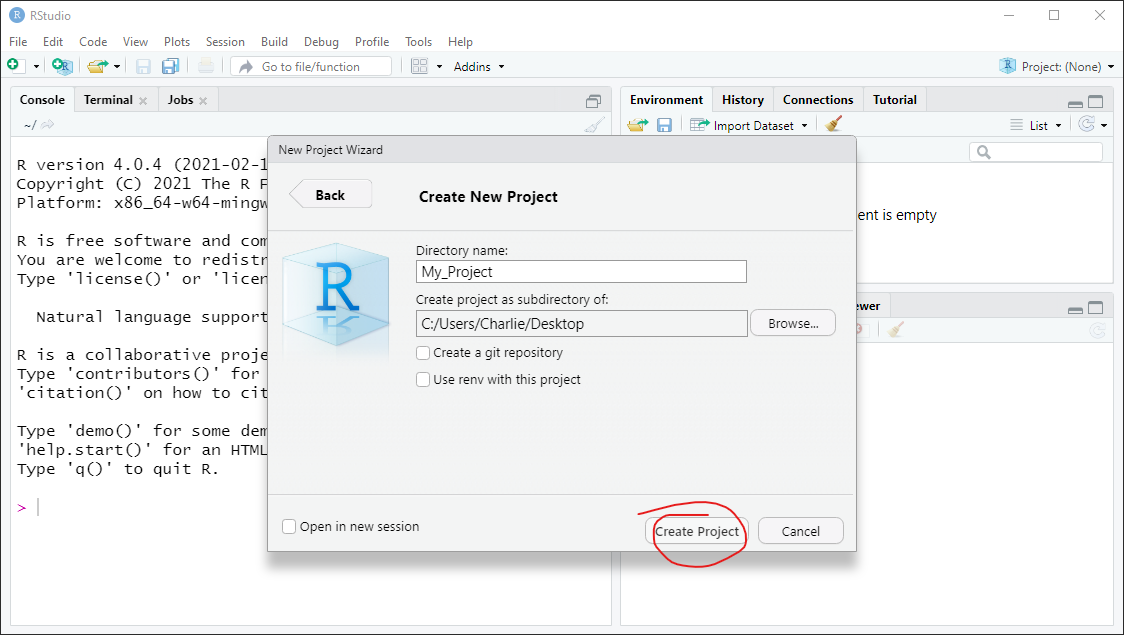 RStudio
File Edit Code View Plots Session Build Debug Profile Tools Help
Go to file/function Addins Project: (None)
Console Terminal Jobs
~/
R version 4.0.4 (2021-02-1
Copyright (C) 2021 The R F
Platform: x86_64-w64-mingw
R is free software and com
You are welcome to redistr
Type 'license()' or 'licen
Natural language support
R is a collaborative proje
Type 'contributors()' for
'citation()' on how to cit
Type 'demo()' for some dem
'help.start()' for an HTML
Type 'q()' to quit R.
>
Environment History Connections Tutorial
Import Dataset List
ent is empty
ewer
New Project Wizard
Back Create New Project
R
Directory name:
My_Project
Create project as subdirectory of:
C:/Users/Charlie/Desktop Browse...
Create a git repository
Use renv with this project
Open in new session Create Project Cancel